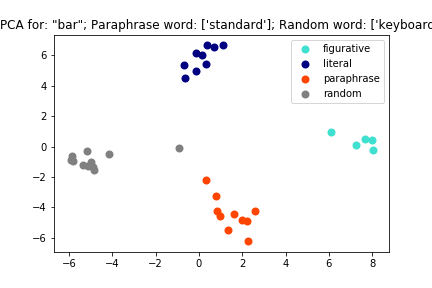 PCA for: "bar"; Paraphrase word: ['standard']; Random word: ['keyboard
figurative
literal
paraphrase
random
6
4
2
0
−2
−4
−6
−6 −4 −2 0 2 4 6 8